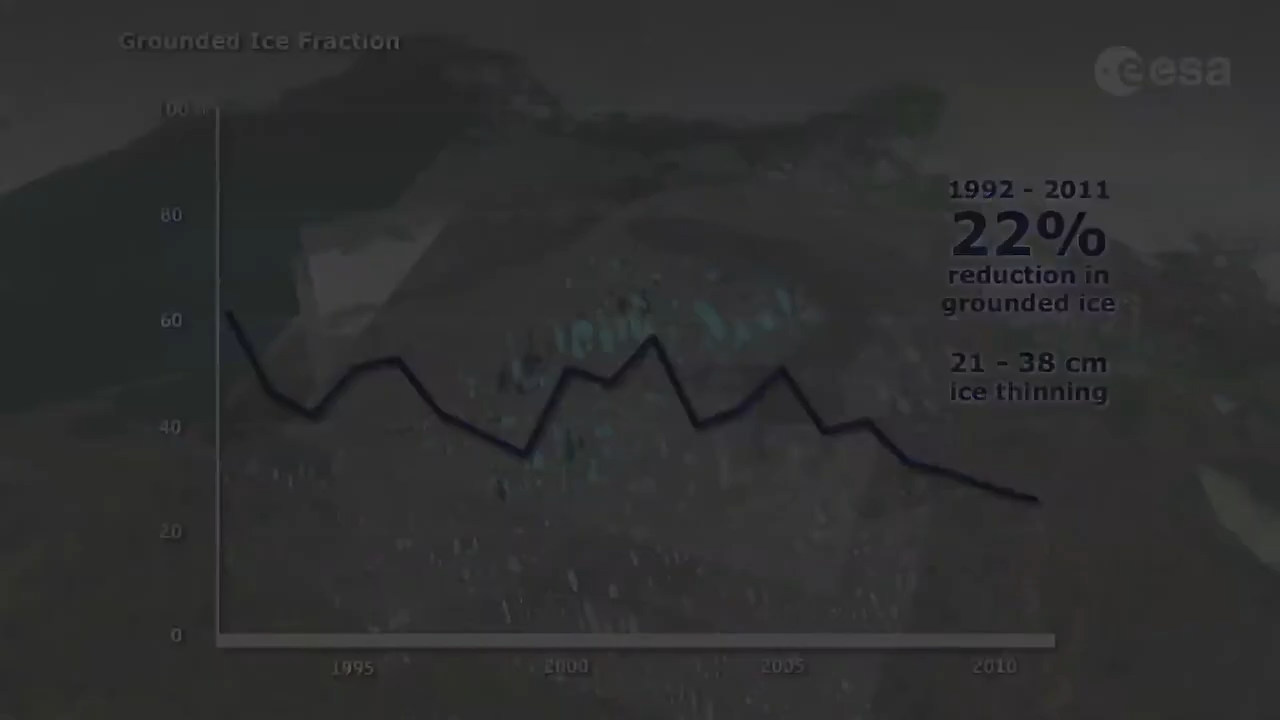 Grounded Ice Fraction
esa
100 %
80
60
40
20
0
1995
2000
2005
2010
1992 - 2011
22%
reduction in
grounded ice
21 - 38 cm
ice thinning